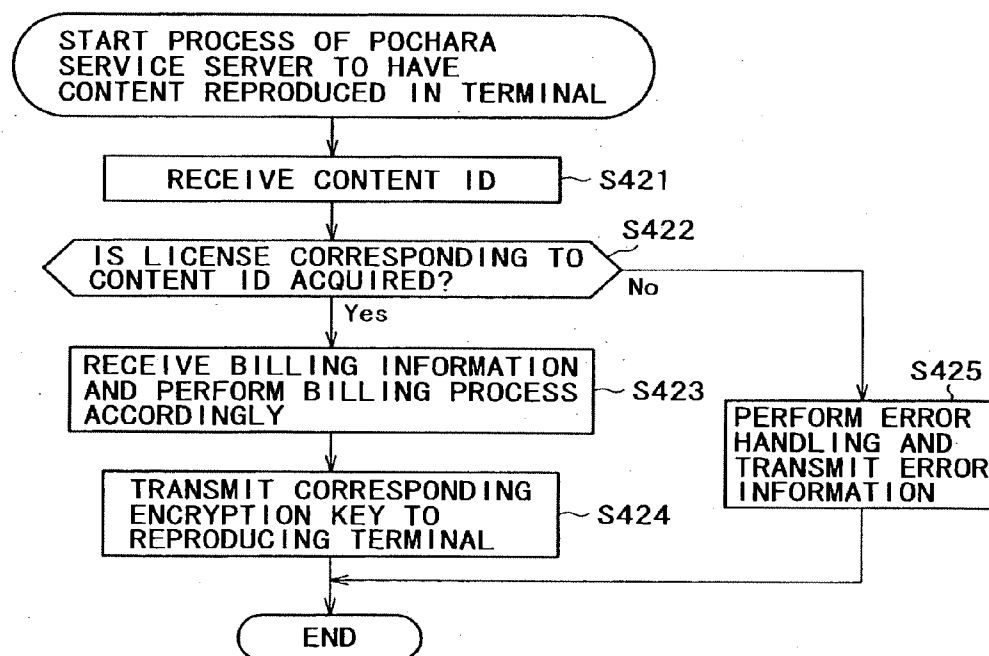 START PROCESS OF POCHARA
SERVICE SERVER TO HAVE
CONTENT REPRODUCED IN TERMINAL
RECEIVE CONTENT ID
S421
IS LICENSE CORRESPONDING TO
CONTENT ID ACQUIRED?
S422
No
Yes
RECEIVE BILLING INFORMATION
AND PERFORM BILLING PROCESS
ACCORDINGLY
S423
S425
PERFORM ERROR
HANDLING AND
TRANSMIT ERROR
INFORMATION
TRANSMIT CORRESPONDING
ENCRYPTION KEY TO
REPRODUCING TERMINAL
S424
END